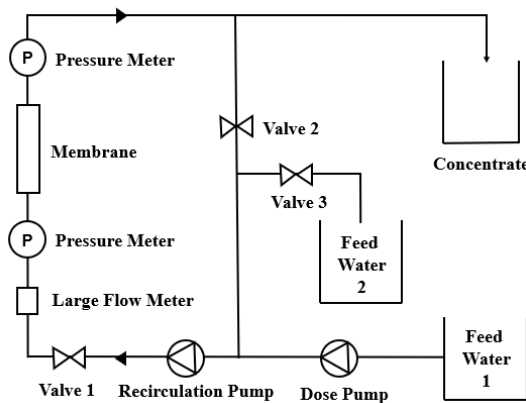 P
Pressure Meter
Valve 2
Membrane
Concentrate
Valve 3
P
Pressure Meter
Feed
Water
2
Large Flow Meter
Feed
Water
1
Valve 1
Recirculation Pump
Dose Pump